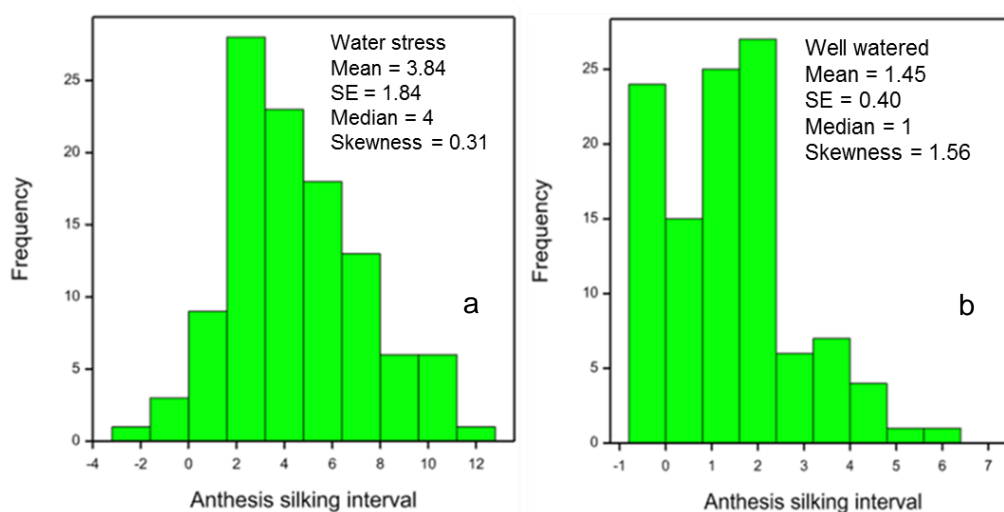 Water stress
Mean = 3.84
SE = 1.84
Median = 4
Skewness = 0.31
25
20
15
10
5
0
Frequency
a
-4 -2 0 2 4 6 8 10 12
Anthesis silking interval
Well watered
Mean = 1.45
SE = 0.40
Median = 1
Skewness = 1.56
25
20
15
10
5
0
Frequency
b
-1 0 1 2 3 4 5 6 7
Anthesis silking interval